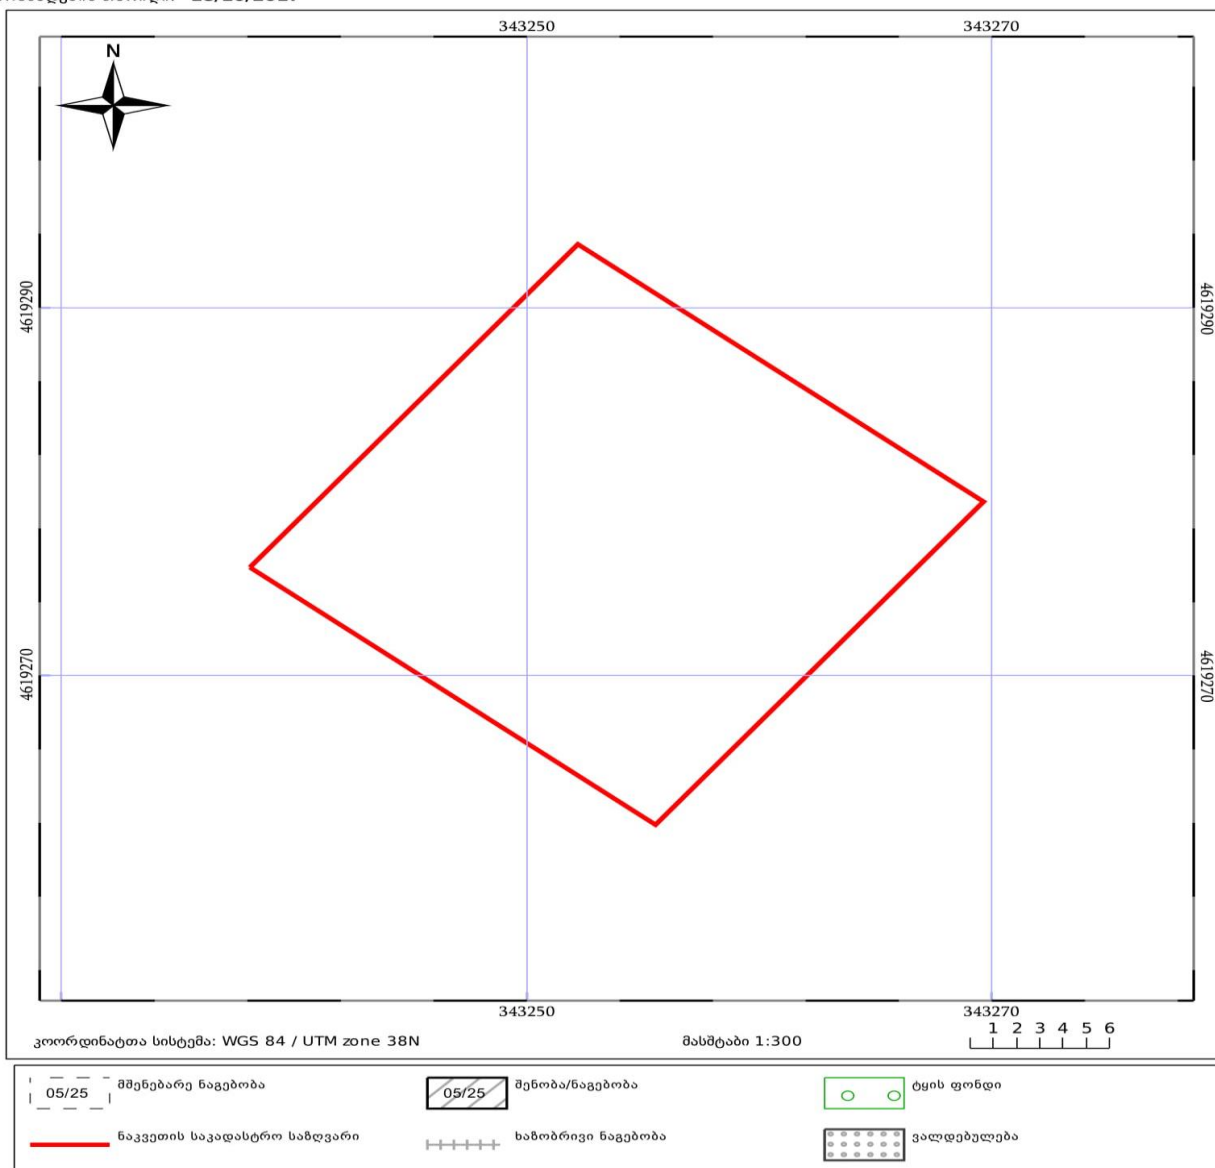 343250 343270
N
4619290 4619290
4619270 4619270
343250 343270
კოორდინატთა სისტემა: WGS 84 / UTM zone 38N მასშტაბი 1:300 1 2 3 4 5 6
05/25 მშენებარე ნაგებობა 05/25 შენობა/ნაგებობა ტყის ფონდი
ნაკვეთის საკადასტრო საზღვარი ხაზობრივი ნაგებობა ვალდებულება